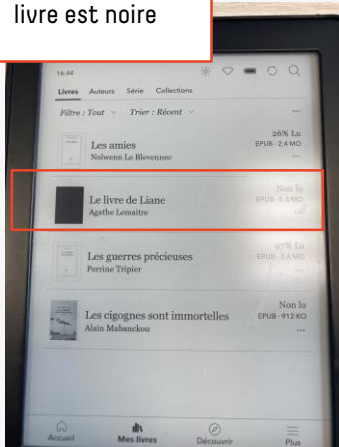 livre est noire
16:44
Livres Auteurs Série Collections
Filtre : Tout Trier : Récent ...
26% Lu
Les amies EPUB - 2,4 MO
Nolwenn Le Blevennec ...
Non lu
Le livre de Liane EPUB - 5,4 MO
Agathe Lemaitre ...
97% Lu
Les guerres précieuses EPUB - 2,6 MO
Perrine Tripier ...
Non lu
Les cigognes sont immortelles EPUB - 912 KO
Alain Mabanckou ...
Accueil Mes livres Découvrir Plus